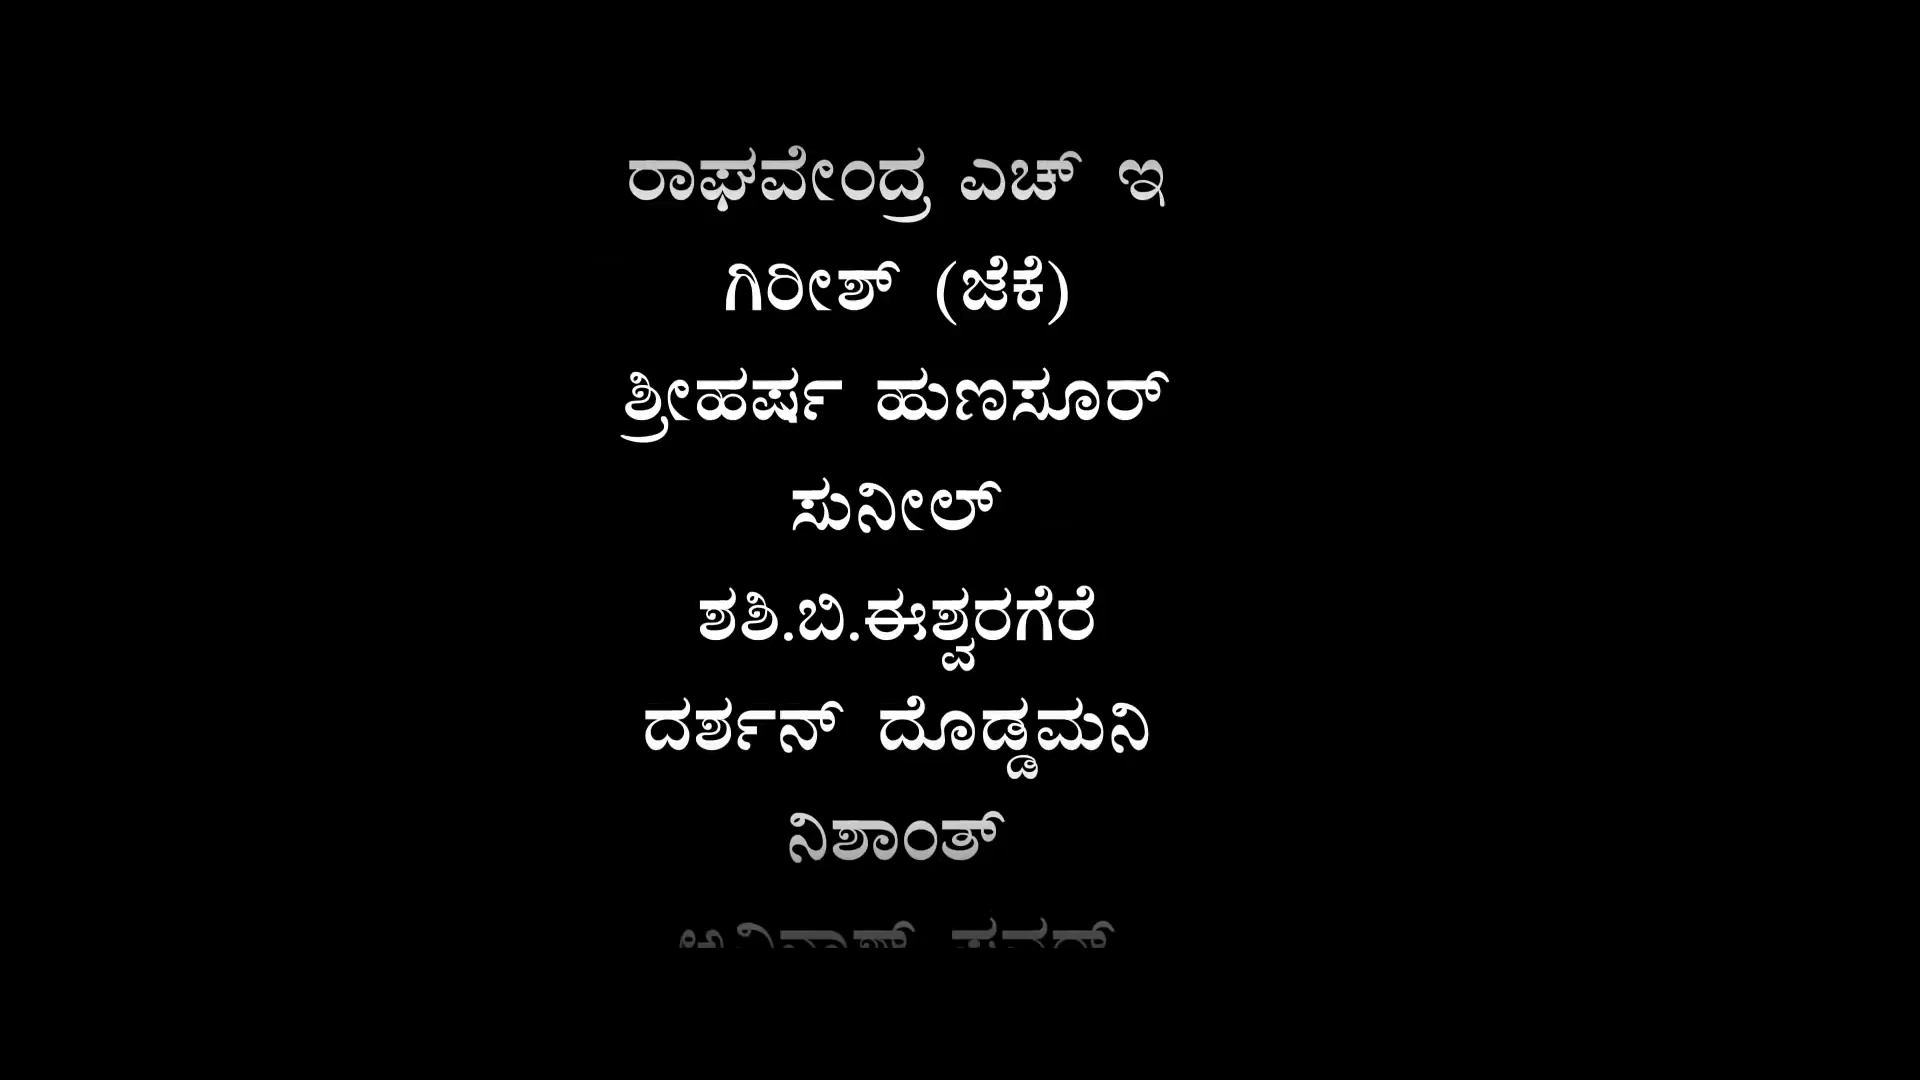 ರಾಘವೇಂದ್ರ ಎಚ್ ಇ
ಗಿರೀಶ್ (ಜೆಕೆ)
ಶ್ರೀಹರ್ಷ ಹುಣಸೂರ್
ಸುನೀಲ್
ಶಶಿ.ಬಿ.ಈಶ್ವರಗೆರೆ
ದರ್ಶನ್ ದೊಡ್ಡಮನಿ
ನಿಶಾಂತ್